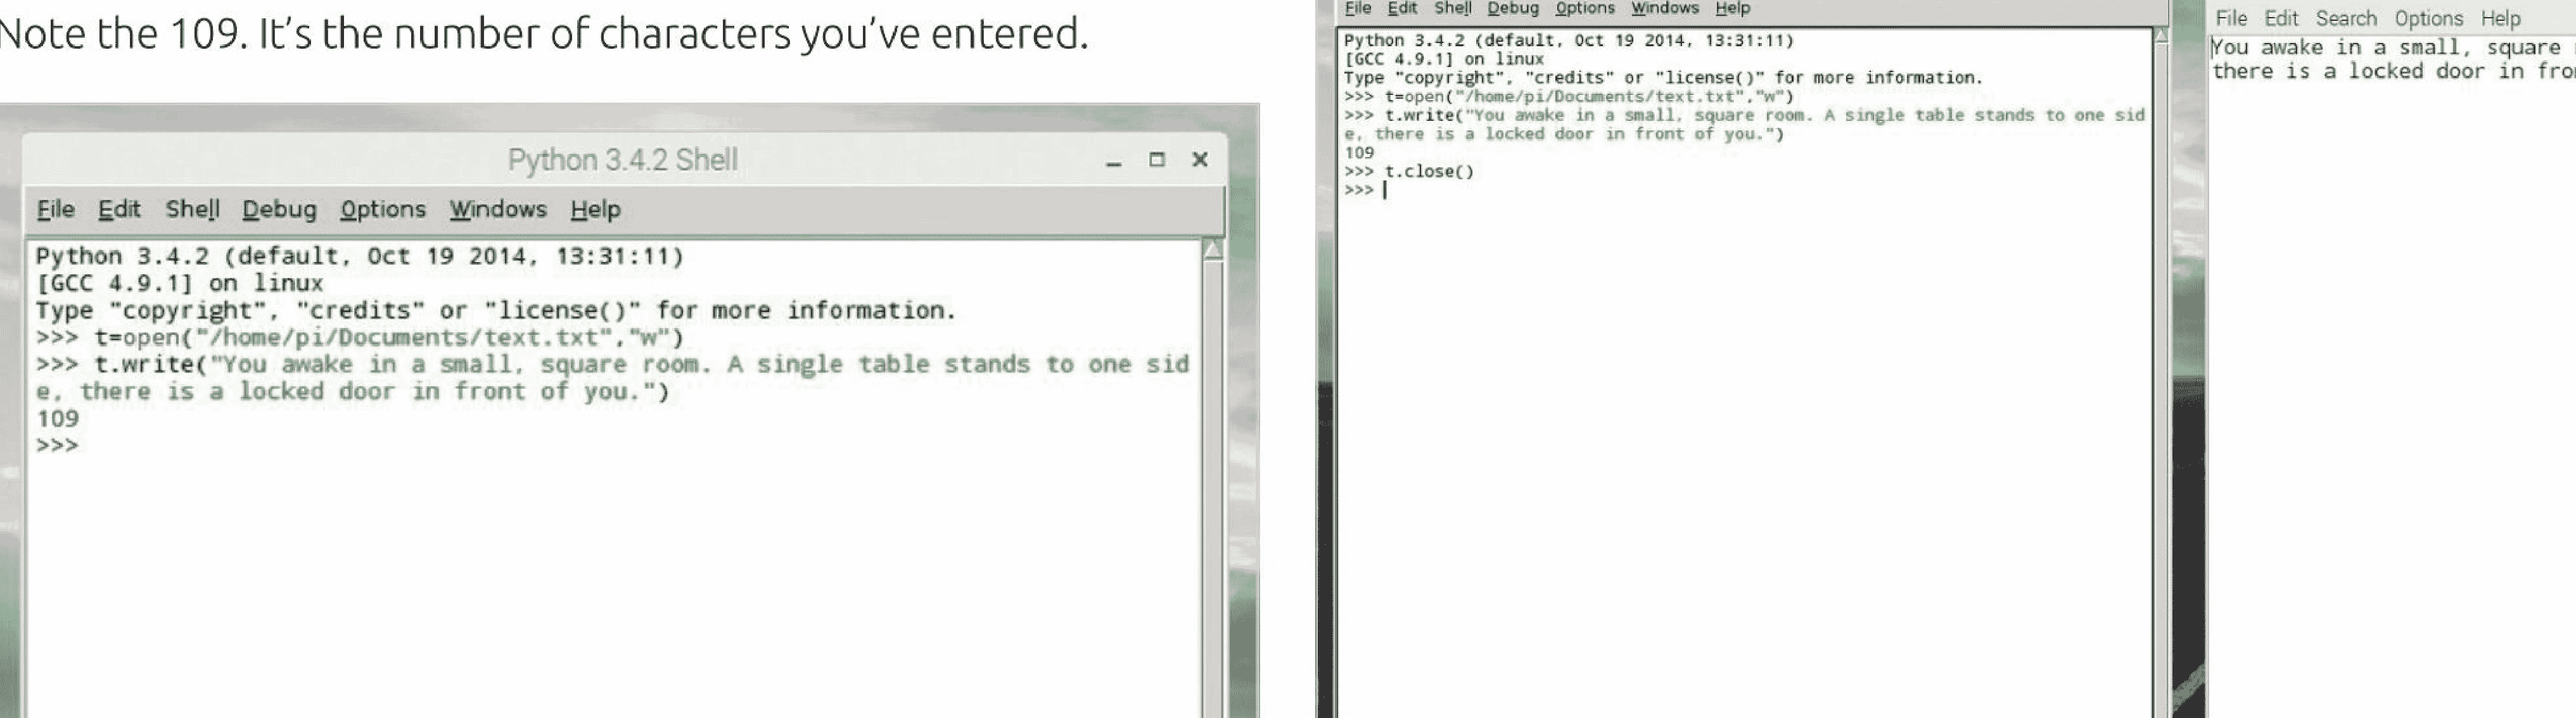 Note the 109. It's the number of characters you've entered.
Python 3.4.2 Shell
File Edit Shell Debug Options Windows Help
Python 3.4.2 (default, Oct 19 2014, 13:31:11)
[GCC 4.9.1] on linux
Type "copyright", "credits" or "license()" for more information.
>>> t=open("/home/pi/Documents/text.txt","w")
>>> t.write("You awake in a small, square room. A single table stands to one sid
e, there is a locked door in front of you.")
109
>>>
File Edit Shell Debug Options Windows Help
Python 3.4.2 (default, Oct 19 2014, 13:31:11)
[GCC 4.9.1] on linux
Type "copyright", "credits" or "license()" for more information.
>>> t=open("/home/pi/Documents/text.txt","w")
>>> t.write("You awake in a small, square room. A single table stands to one sid
e, there is a locked door in front of you.")
109
>>> t.close()
>>>
File Edit Search Options Help
You awake in a small, square
there is a locked door in fro